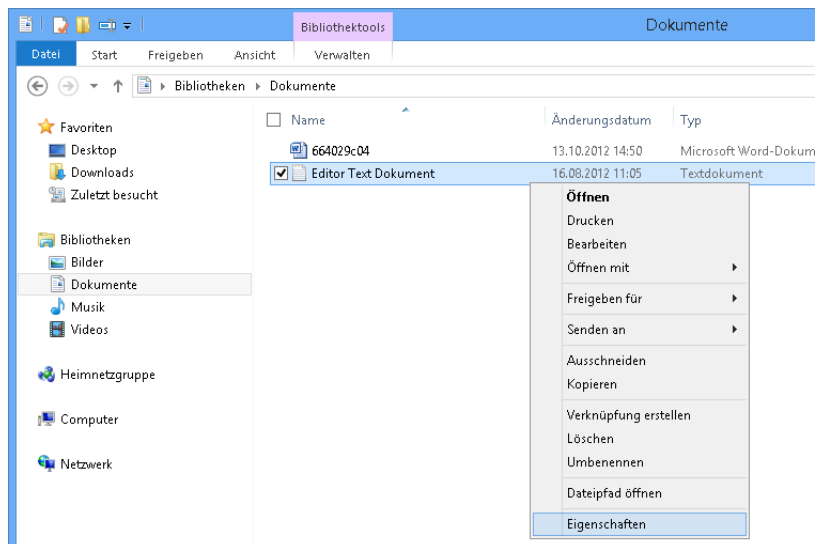 Bibliothektools
Dokumente
Datei Start Freigeben Ansicht Verwalten
Bibliotheken Dokumente
Name Änderungsdatum Typ
Favoriten
Desktop
Downloads
Zuletzt besucht
Bibliotheken
Bilder
Dokumente
Musik
Videos
Heimnetzgruppe
Computer
Netzwerk
664029c04 13.10.2012 14:50 Microsoft Word-Dokum
Editor Text Dokument 16.08.2012 11:05 Textdokument
Öffnen
Drucken
Bearbeiten
Öffnen mit
Freigeben für
Senden an
Ausschneiden
Kopieren
Verknüpfung erstellen
Löschen
Umbenennen
Dateipfad öffnen
Eigenschaften